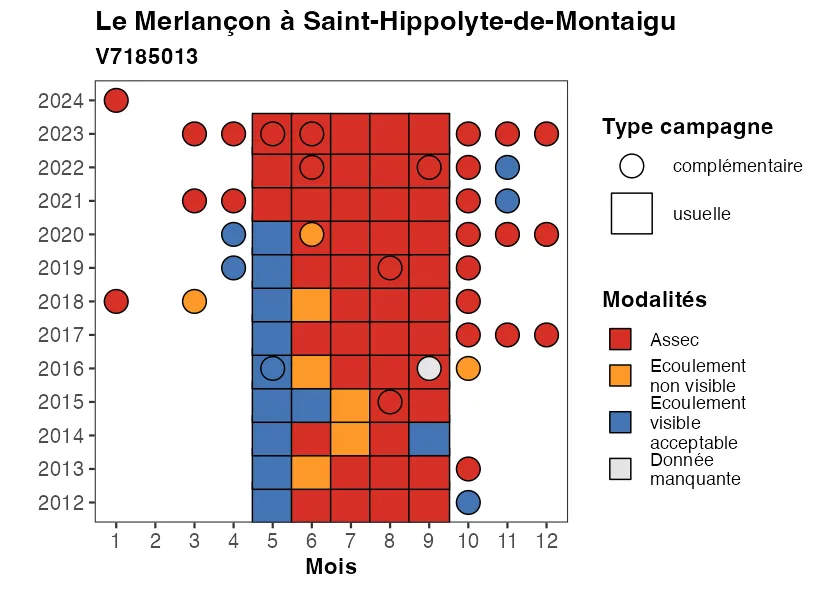 Le Merlançon à Saint-Hippolyte-de-Montaigu
V7185013
2024
2023
2022
2021
2020
2019
2018
2017
2016
2015
2014
2013
2012
1 2 3 4 5 6 7 8 9 10 11 12
Mois
Type campagne
complémentaire
usuelle
Modalités
Assec
Ecoulement
non visible
Ecoulement
visible
acceptable
Donnée
manquante